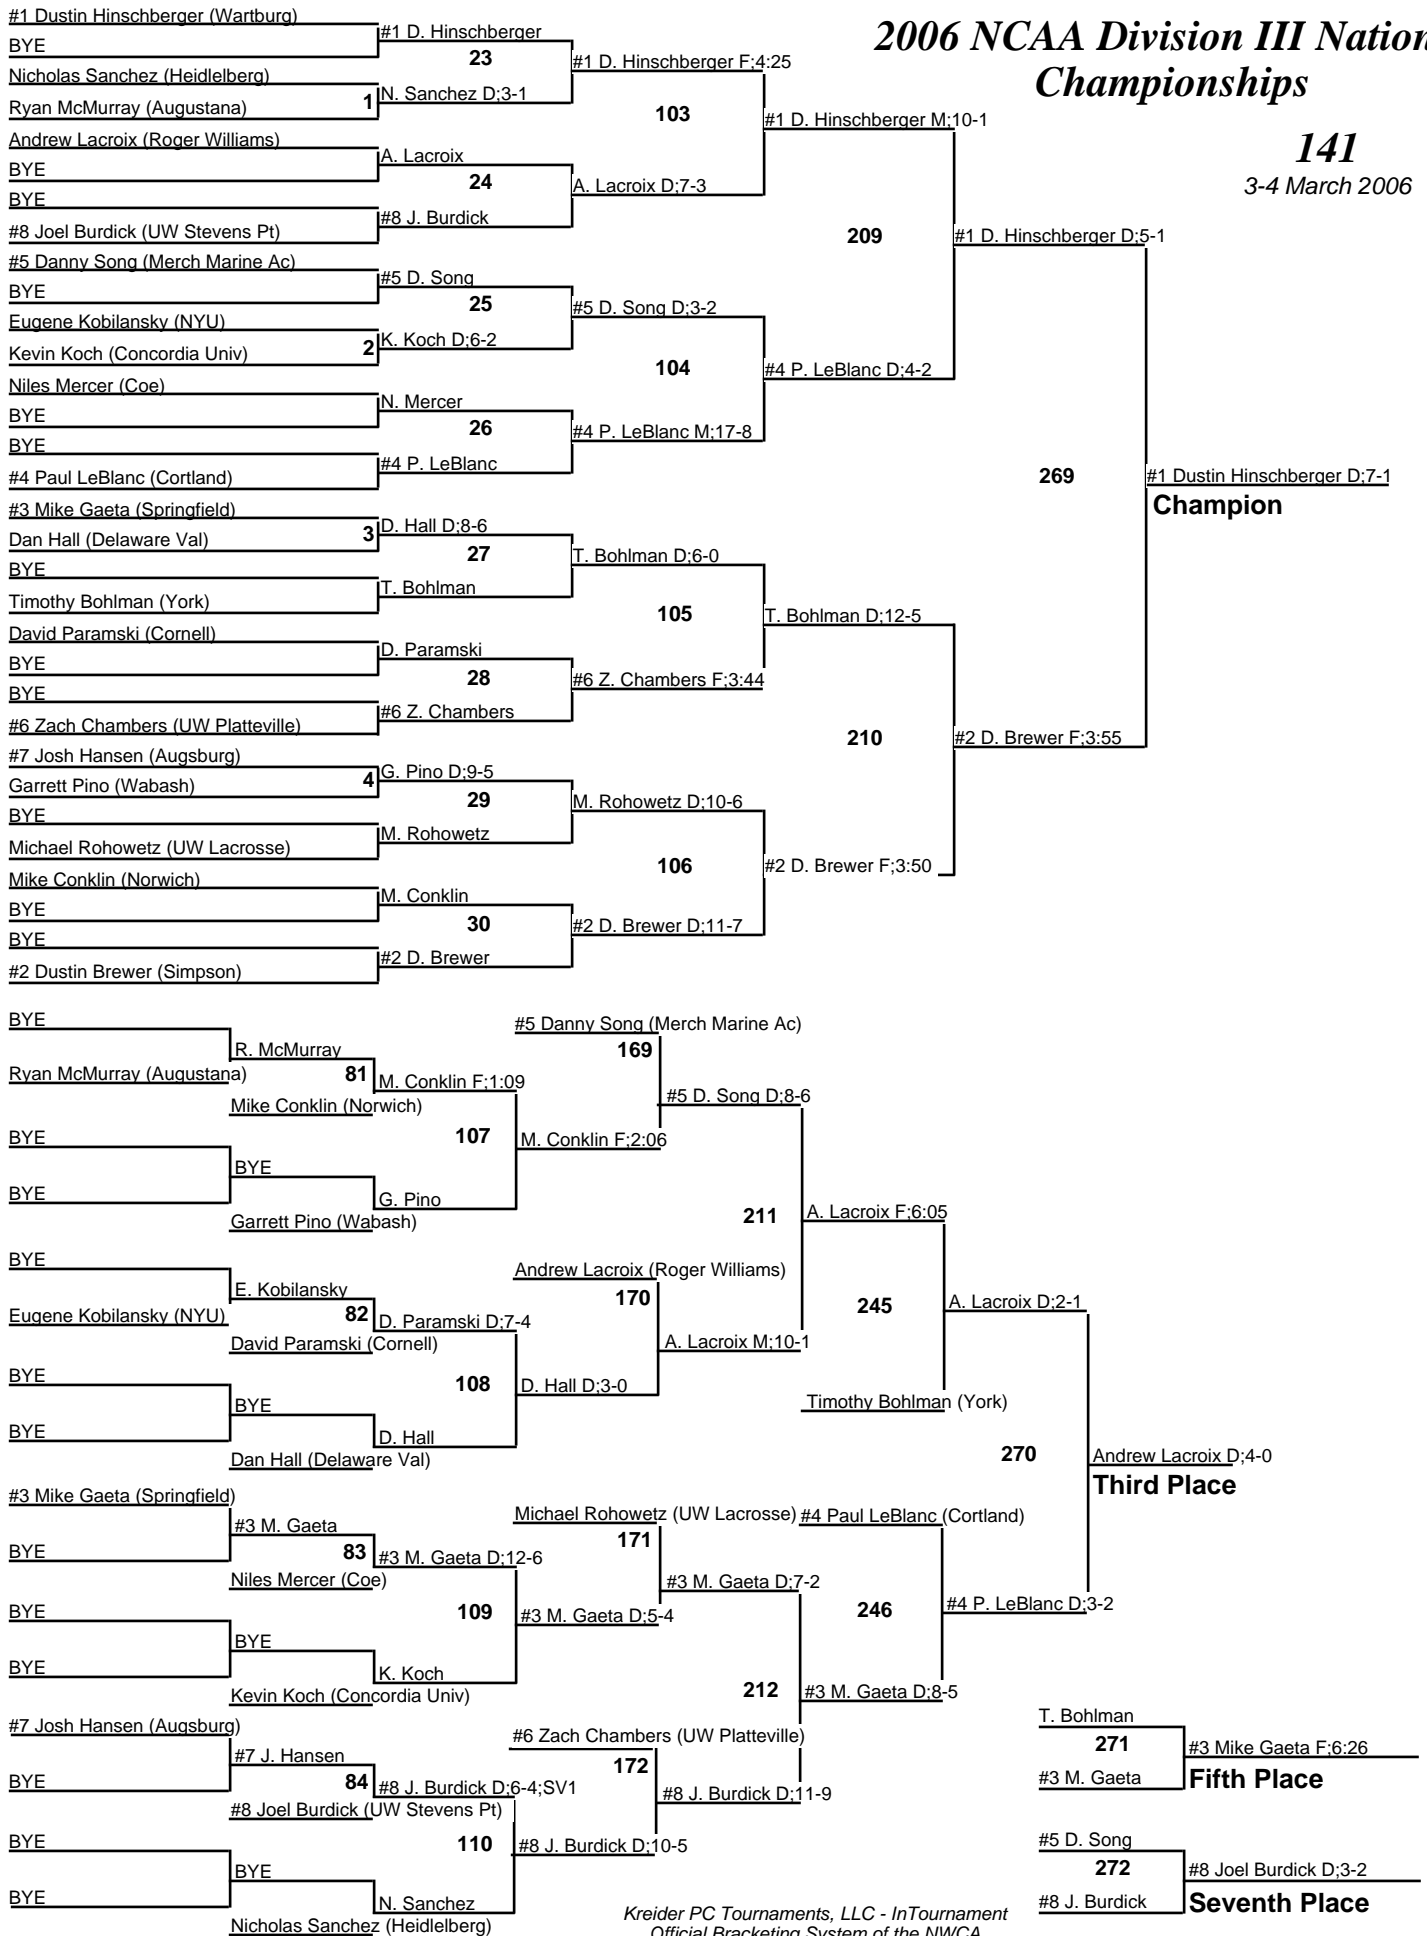 2006 NCAA Division III Nation
Championships
141
3-4 March 2006
#1 Dustin Hinschberger (Wartburg)
BYE
Nicholas Sanchez (Heidlelberg)
Ryan McMurray (Augustana)
Andrew Lacroix (Roger Williams)
BYE
BYE
#8 Joel Burdick (UW Stevens Pt)
#5 Danny Song (Merch Marine Ac)
BYE
Eugene Kobilansky (NYU)
Kevin Koch (Concordia Univ)
Niles Mercer (Coe)
BYE
BYE
#4 Paul LeBlanc (Cortland)
#3 Mike Gaeta (Springfield)
Dan Hall (Delaware Val)
BYE
Timothy Bohlman (York)
David Paramski (Cornell)
BYE
BYE
#6 Zach Chambers (UW Platteville)
#7 Josh Hansen (Augsburg)
Garrett Pino (Wabash)
BYE
Michael Rohowetz (UW Lacrosse)
Mike Conklin (Norwich)
BYE
BYE
#2 Dustin Brewer (Simpson)
1
2
3
4
#1 D. Hinschberger
23
N. Sanchez D;3-1
A. Lacroix
24
#8 J. Burdick
#5 D. Song
25
K. Koch D;6-2
N. Mercer
26
#4 P. LeBlanc
D. Hall D;8-6
27
T. Bohlman
D. Paramski
28
#6 Z. Chambers
G. Pino D;9-5
29
M. Rohowetz
M. Conklin
30
#2 D. Brewer
#1 D. Hinschberger F;4:25
103
A. Lacroix D;7-3
#5 D. Song D;3-2
104
#4 P. LeBlanc M;17-8
T. Bohlman D;6-0
105
#6 Z. Chambers F;3:44
M. Rohowetz D;10-6
106
#2 D. Brewer D;11-7
#1 D. Hinschberger M;10-1
209
#4 P. LeBlanc D;4-2
T. Bohlman D;12-5
210
#2 D. Brewer F;3:50
#1 D. Hinschberger D;5-1
269
#2 D. Brewer F;3:55
#1 Dustin Hinschberger D;7-1
Champion
BYE
Ryan McMurray (Augustana)
BYE
BYE
BYE
Eugene Kobilansky (NYU)
BYE
BYE
#3 Mike Gaeta (Springfield)
BYE
BYE
BYE
#7 Josh Hansen (Augsburg)
BYE
BYE
BYE
R. McMurray
81
Mike Conklin (Norwich)
BYE
Garrett Pino (Wabash)
E. Kobilansky
82
David Paramski (Cornell)
BYE
Dan Hall (Delaware Val)
#3 M. Gaeta
83
Niles Mercer (Coe)
BYE
Kevin Koch (Concordia Univ)
#7 J. Hansen
84
#8 Joel Burdick (UW Stevens Pt)
BYE
Nicholas Sanchez (Heidlelberg)
M. Conklin F;1:09
107
G. Pino
D. Paramski D;7-4
108
D. Hall
#3 M. Gaeta D;12-6
109
K. Koch
#8 J. Burdick D;6-4;SV1
110
N. Sanchez
#5 Danny Song (Merch Marine Ac)
169
M. Conklin F;2:06
Andrew Lacroix (Roger Williams)
170
D. Hall D;3-0
Michael Rohowetz (UW Lacrosse)
171
#3 M. Gaeta D;5-4
#6 Zach Chambers (UW Platteville)
172
#8 J. Burdick D;10-5
#5 D. Song D;8-6
211
A. Lacroix M;10-1
#3 M. Gaeta D;7-2
212
#8 J. Burdick D;11-9
A. Lacroix F;6:05
245
Timothy Bohlman (York)
#4 Paul LeBlanc (Cortland)
246
#3 M. Gaeta D;8-5
A. Lacroix D;2-1
270
#4 P. LeBlanc D;3-2
Andrew Lacroix D;4-0
Third Place
T. Bohlman
271
#3 M. Gaeta
#3 Mike Gaeta F;6:26
Fifth Place
#5 D. Song
272
#8 J. Burdick
#8 Joel Burdick D;3-2
Seventh Place
Kreider PC Tournaments, LLC - InTournament
Official Bracketing System of the NWCA